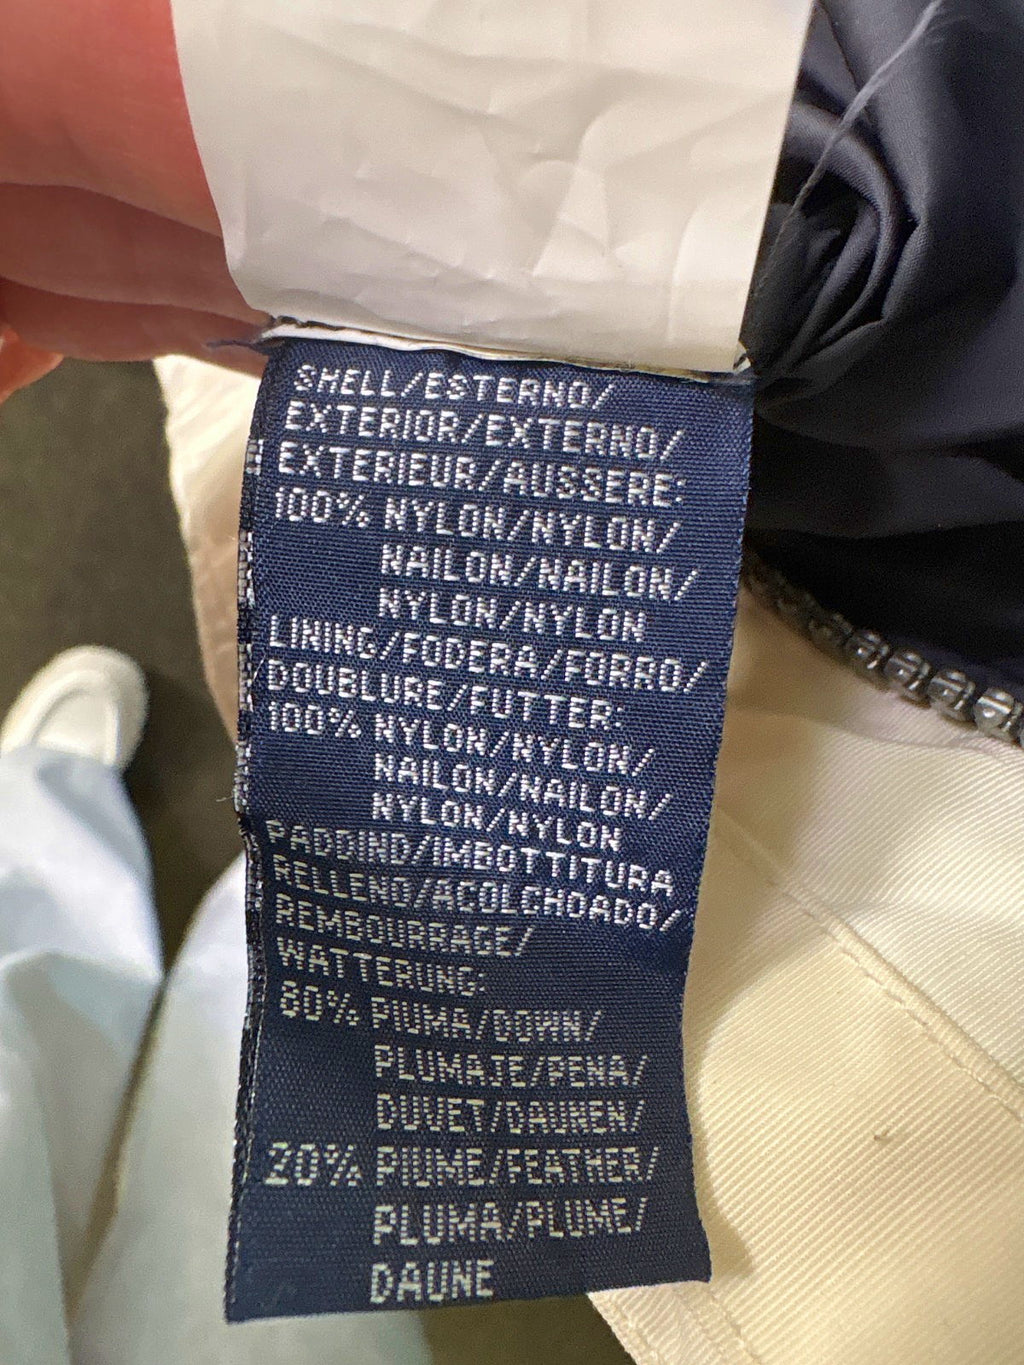 SHELL/ESTERNO/
EXTERIOR/EXTERNO/
EXTERIEUR/AUSSERE:
100% NYLON/NYLON/
NAILON/NAILON/
NYLON/NYLON
LINING/FODERA/FORRO/
DOUBLURE/FUTTER:
100% NYLON/NYLON/
NAILON/NAILON/
NYLON/NYLON
PADDIND/IMBOTTITURA
RELLENO/ACOLCHOADO/
REMBOURRAGE/
WATTERUNG:
80% PIUMA/DOWN/
PLUMAJE/PENA/
DUVET/DAUNEN/
20% PIUME/FEATHER/
PLUMA/PLUME/
DAUNE